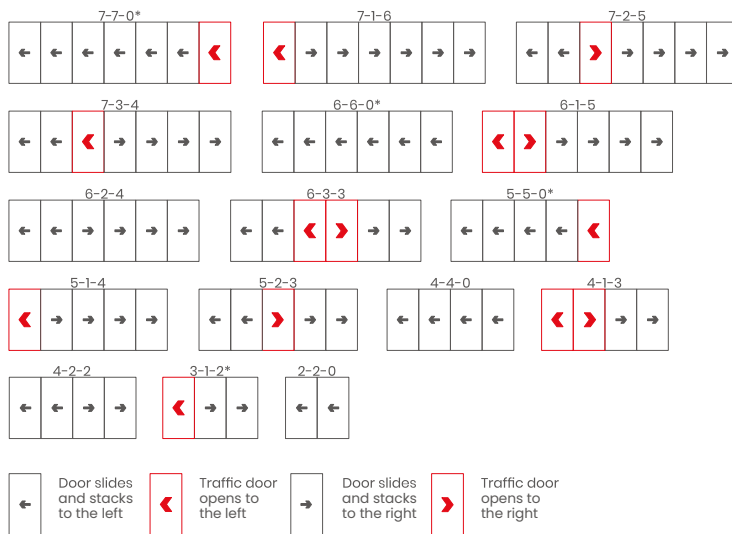 7-7-0*
7-1-6
7-2-5
7-3-4
6-6-0*
6-1-5
6-2-4
6-3-3
5-5-0*
5-1-4
5-2-3
4-4-0
4-1-3
4-2-2
3-1-2*
2-2-0
Door slides
and stacks
to the left
Traffic door
opens to
the left
Door slides
and stacks
to the right
Traffic door
opens to
the right